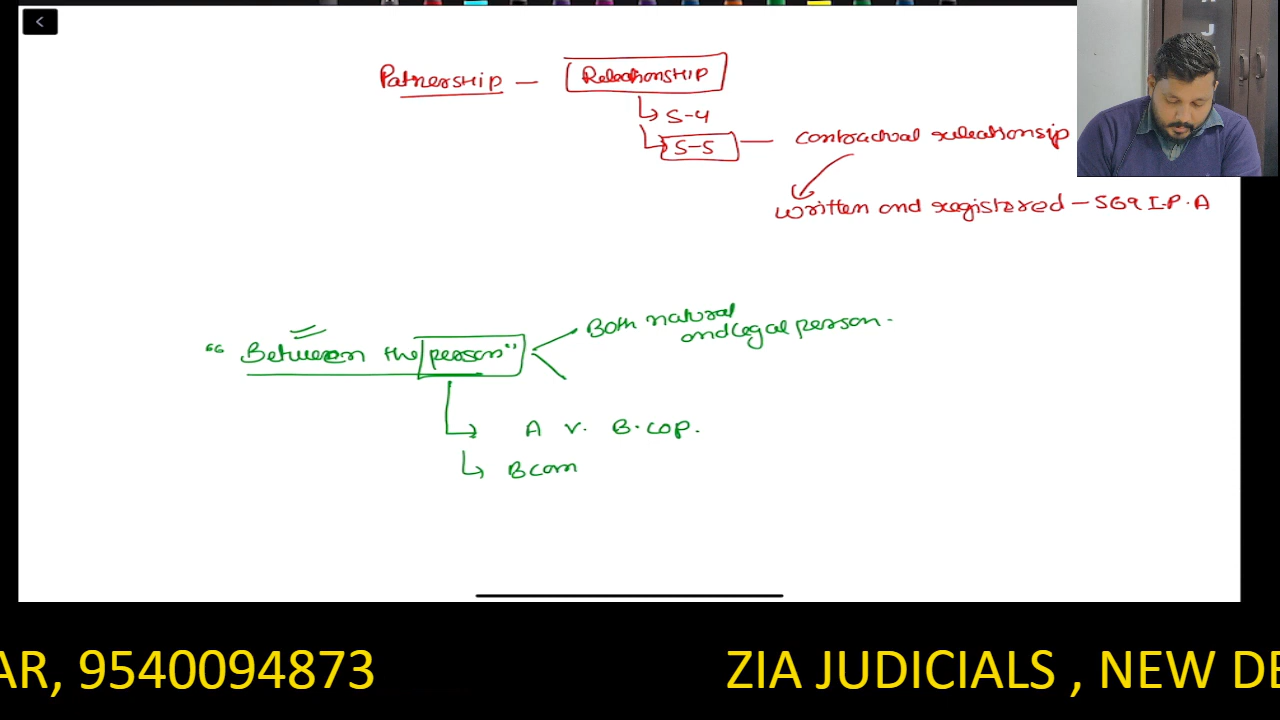 Patnership — Relationship
↳ S-4
↳ S-5 — contractual relationship
written and registered — S69 I.P.A
Both natural
and legal person.
"Between the person"
↳ A v. B.cop.
↳ B com
AR, 9540094873 ZIA JUDICIALS , NEW DE